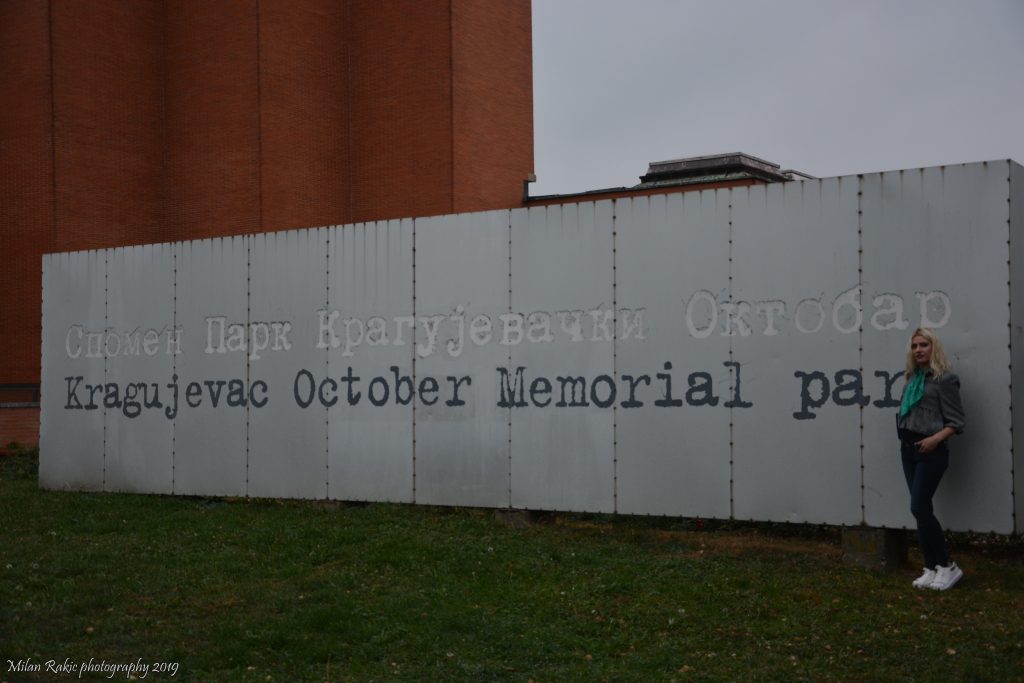 Спомен Парк Крагујевачки Октобар
Kragujevac October Memorial par
Milan Rakic photography 2019